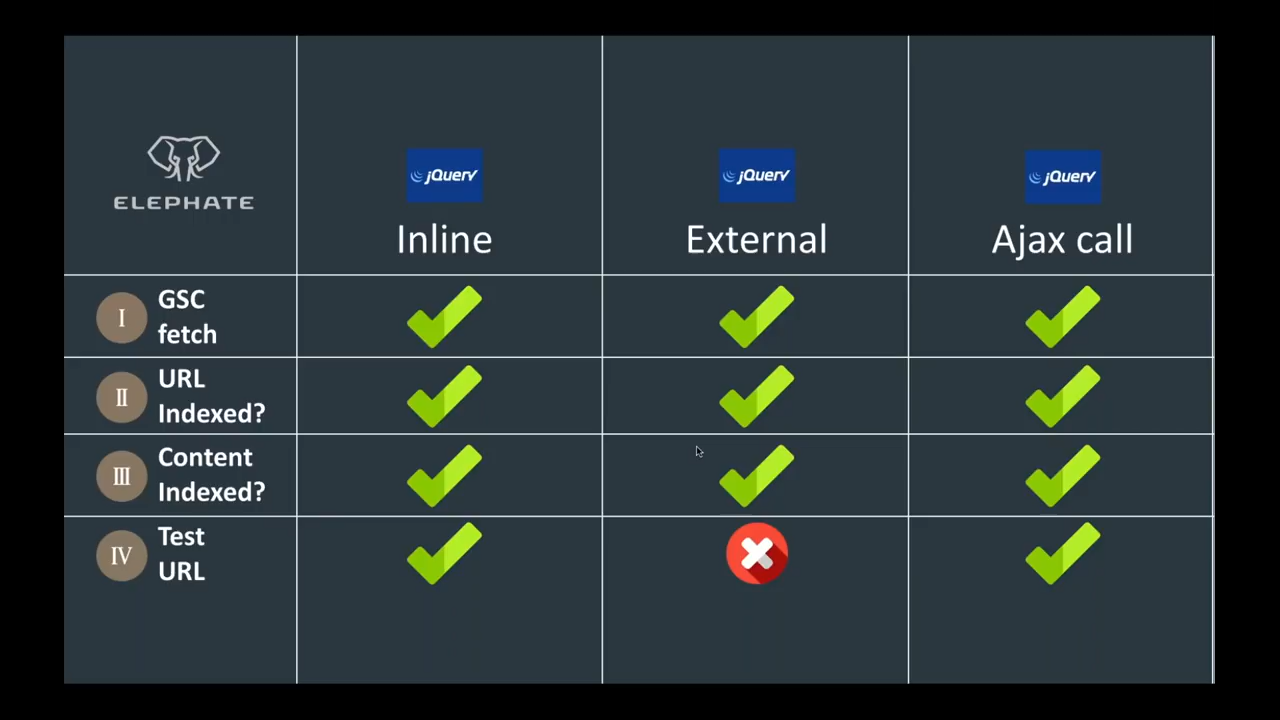 ELEPHATE
jQuery
Inline
jQuery
External
jQuery
Ajax call
I
GSC
fetch
II
URL
Indexed?
III
Content
Indexed?
IV
Test
URL